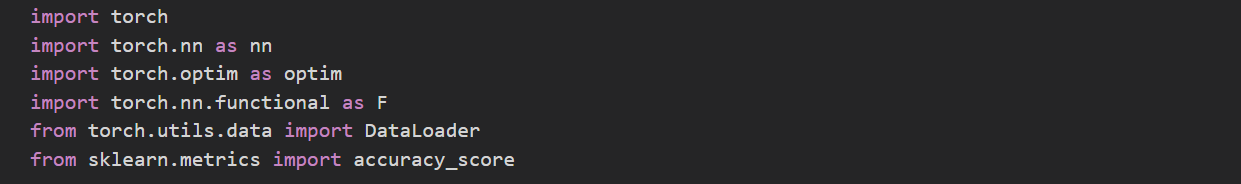 import torch
import torch.nn as nn
import torch.optim as optim
import torch.nn.functional as F
from torch.utils.data import DataLoader
from sklearn.metrics import accuracy_score